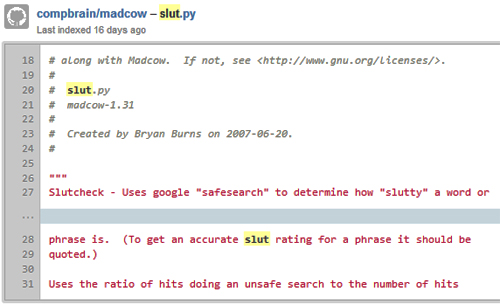 compbrain/madcow – slut.py
Last indexed 16 days ago
18 # along with Madcow. If not, see <http://www.gnu.org/licenses/>.
19 #
20 # slut.py
21 # madcow-1.31
22 #
23 # Created by Bryan Burns on 2007-06-20.
24 #
25
26 """
27 Slutcheck - Uses google "safesearch" to determine how "slutty" a word or
...
28 phrase is. (To get an accurate slut rating for a phrase it should be
29 quoted.)
30
31 Uses the ratio of hits doing an unsafe search to the number of hits